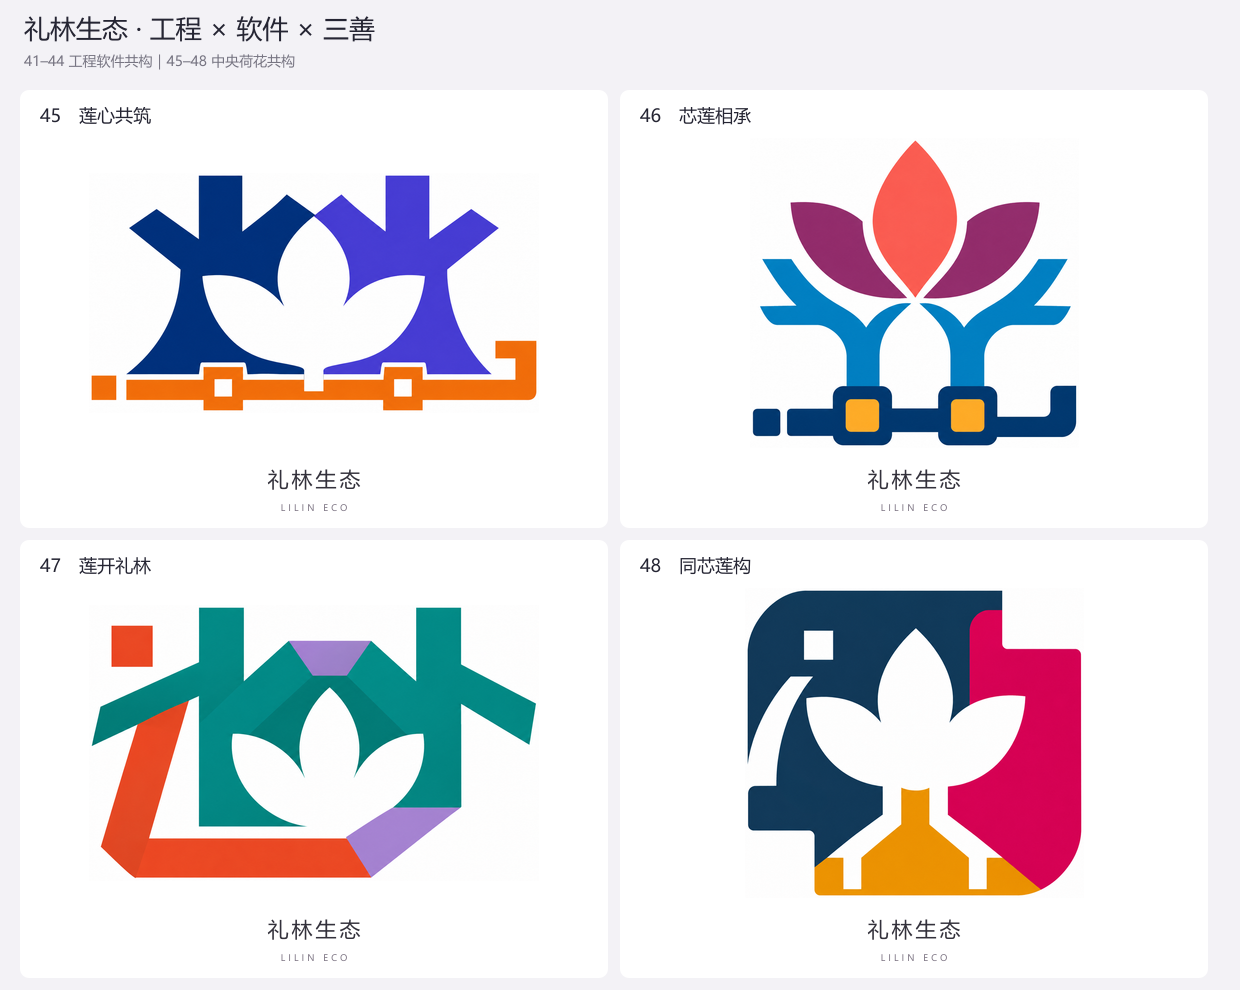 礼林生态 · 工程 × 软件 × 三善
41–44 工程软件共构 | 45–48 中央荷花共构
45 莲心共筑
46 芯莲相承
礼林生态
LILIN ECO
礼林生态
LILIN ECO
47 莲开礼林
48 同芯莲构
礼林生态
LILIN ECO
礼林生态
LILIN ECO